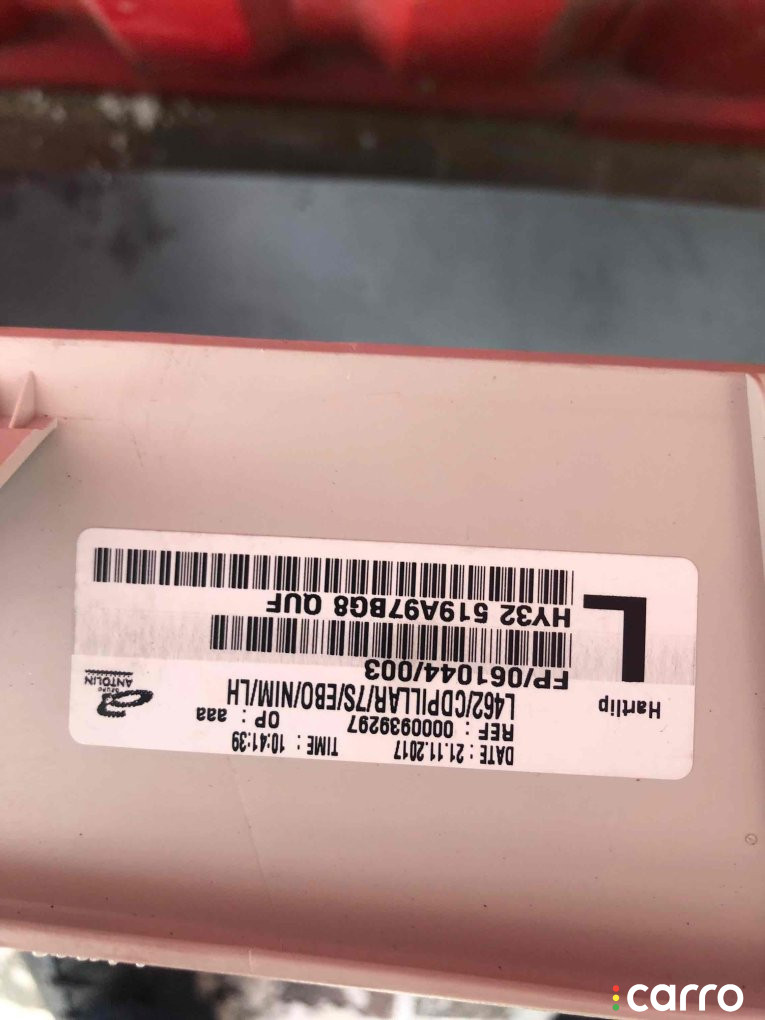 DATE : 21.11.2017 TIME : 10:41:39
REF : 0000939297 OP : aaa
L462/CDPILLAR/7S/EBO/NIM/LH
FP/061044/003
HY32 519A97BG8 QUF
Hartlip
L
GRUPO
ANTOLIN
carro